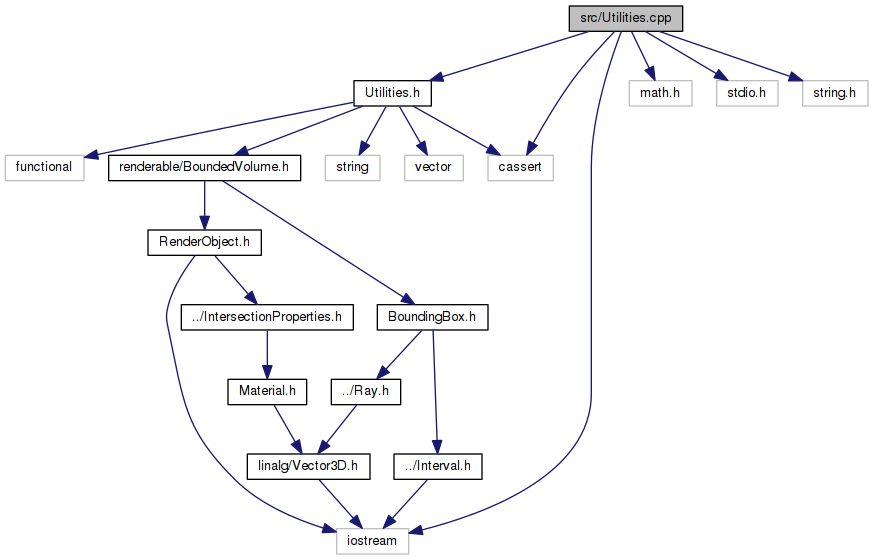 src/Utilities.cpp
Utilities.h
math.h
stdio.h
string.h
functional
renderable/BoundedVolume.h
string
vector
cassert
RenderObject.h
../IntersectionProperties.h
BoundingBox.h
Material.h
../Ray.h
linalg/Vector3D.h
../Interval.h
iostream